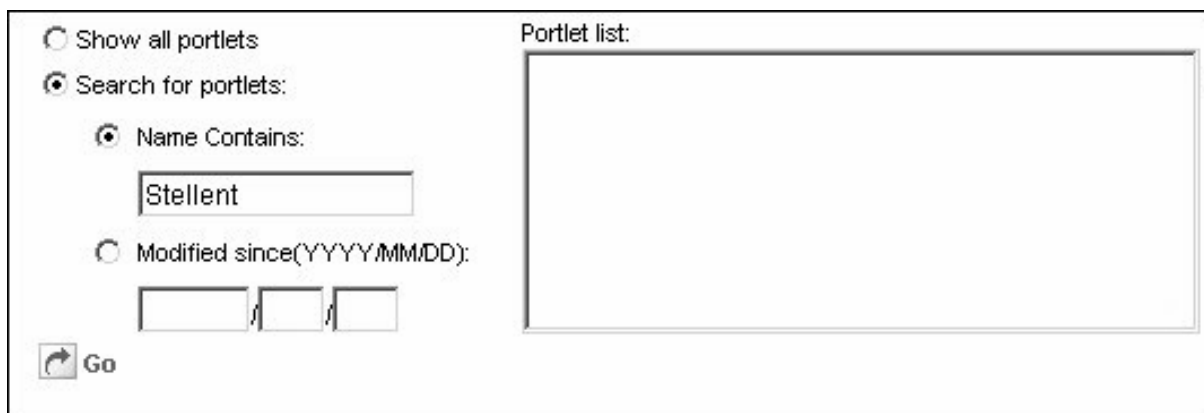 Show all portlets
Search for portlets:
Name Contains:
Stellent
Modified since(YYYY/MM/DD):
/ /
Go
Portlet list: